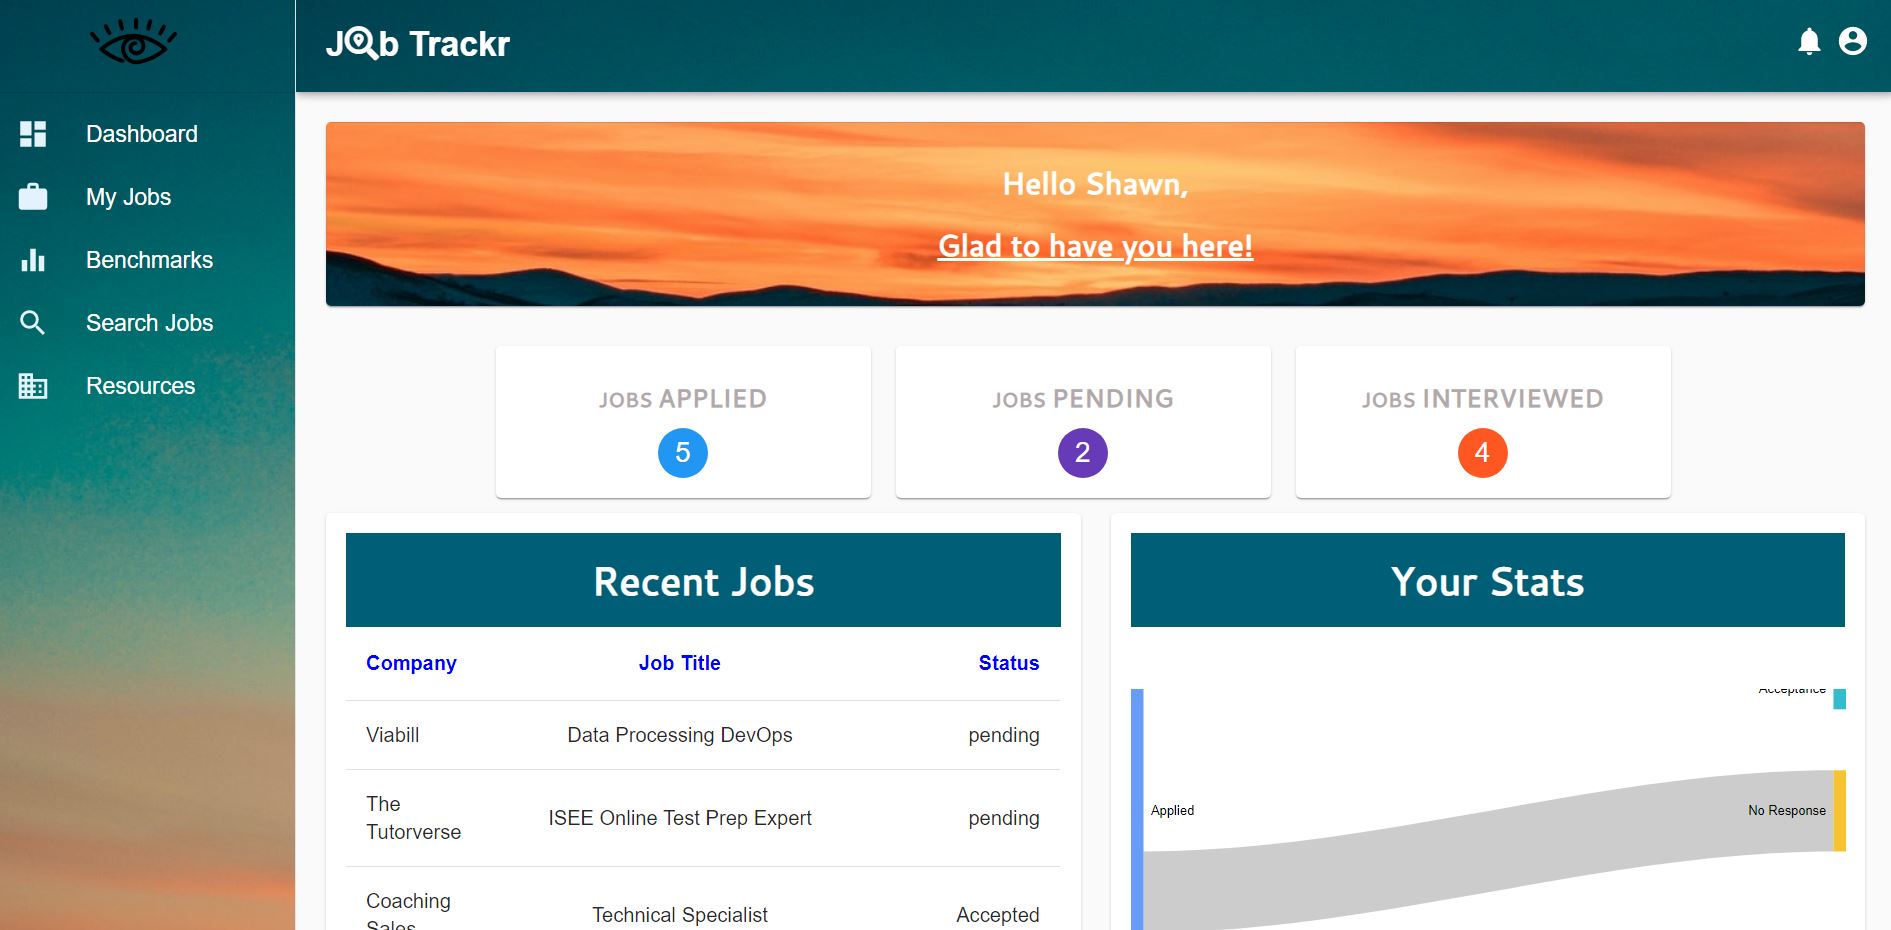 Job Trackr
Dashboard
My Jobs
Benchmarks
Search Jobs
Resources
Hello Shawn,
Glad to have you here!
JOBS APPLIED
5
JOBS PENDING
2
JOBS INTERVIEWED
4
Recent Jobs
Company Job Title Status
Viabill Data Processing DevOps pending
The
Tutorverse ISEE Online Test Prep Expert pending
Coaching
Sales Technical Specialist Accepted
Your Stats
Acceptance
Applied
No Response